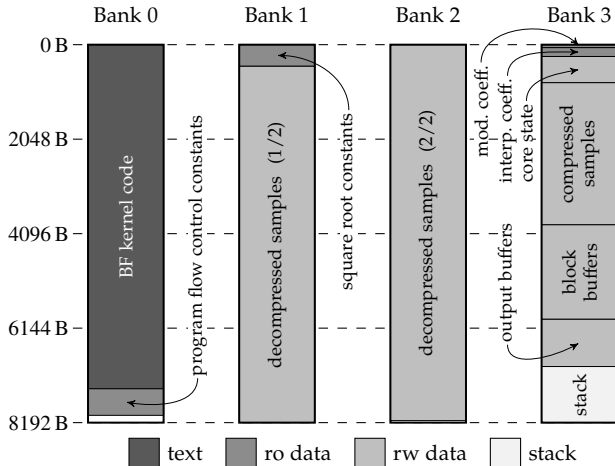 Bank 0 Bank 1 Bank 2 Bank 3
0 B
2048 B
4096 B
6144 B
8192 B
BF kernel code
program flow control constants
decompressed samples (1/2)
square root constants
decompressed samples (2/2)
mod. coeff.
interp. coeff.
core state
output buffers
compressed
samples
block
buffers
stack
text ro data rw data stack